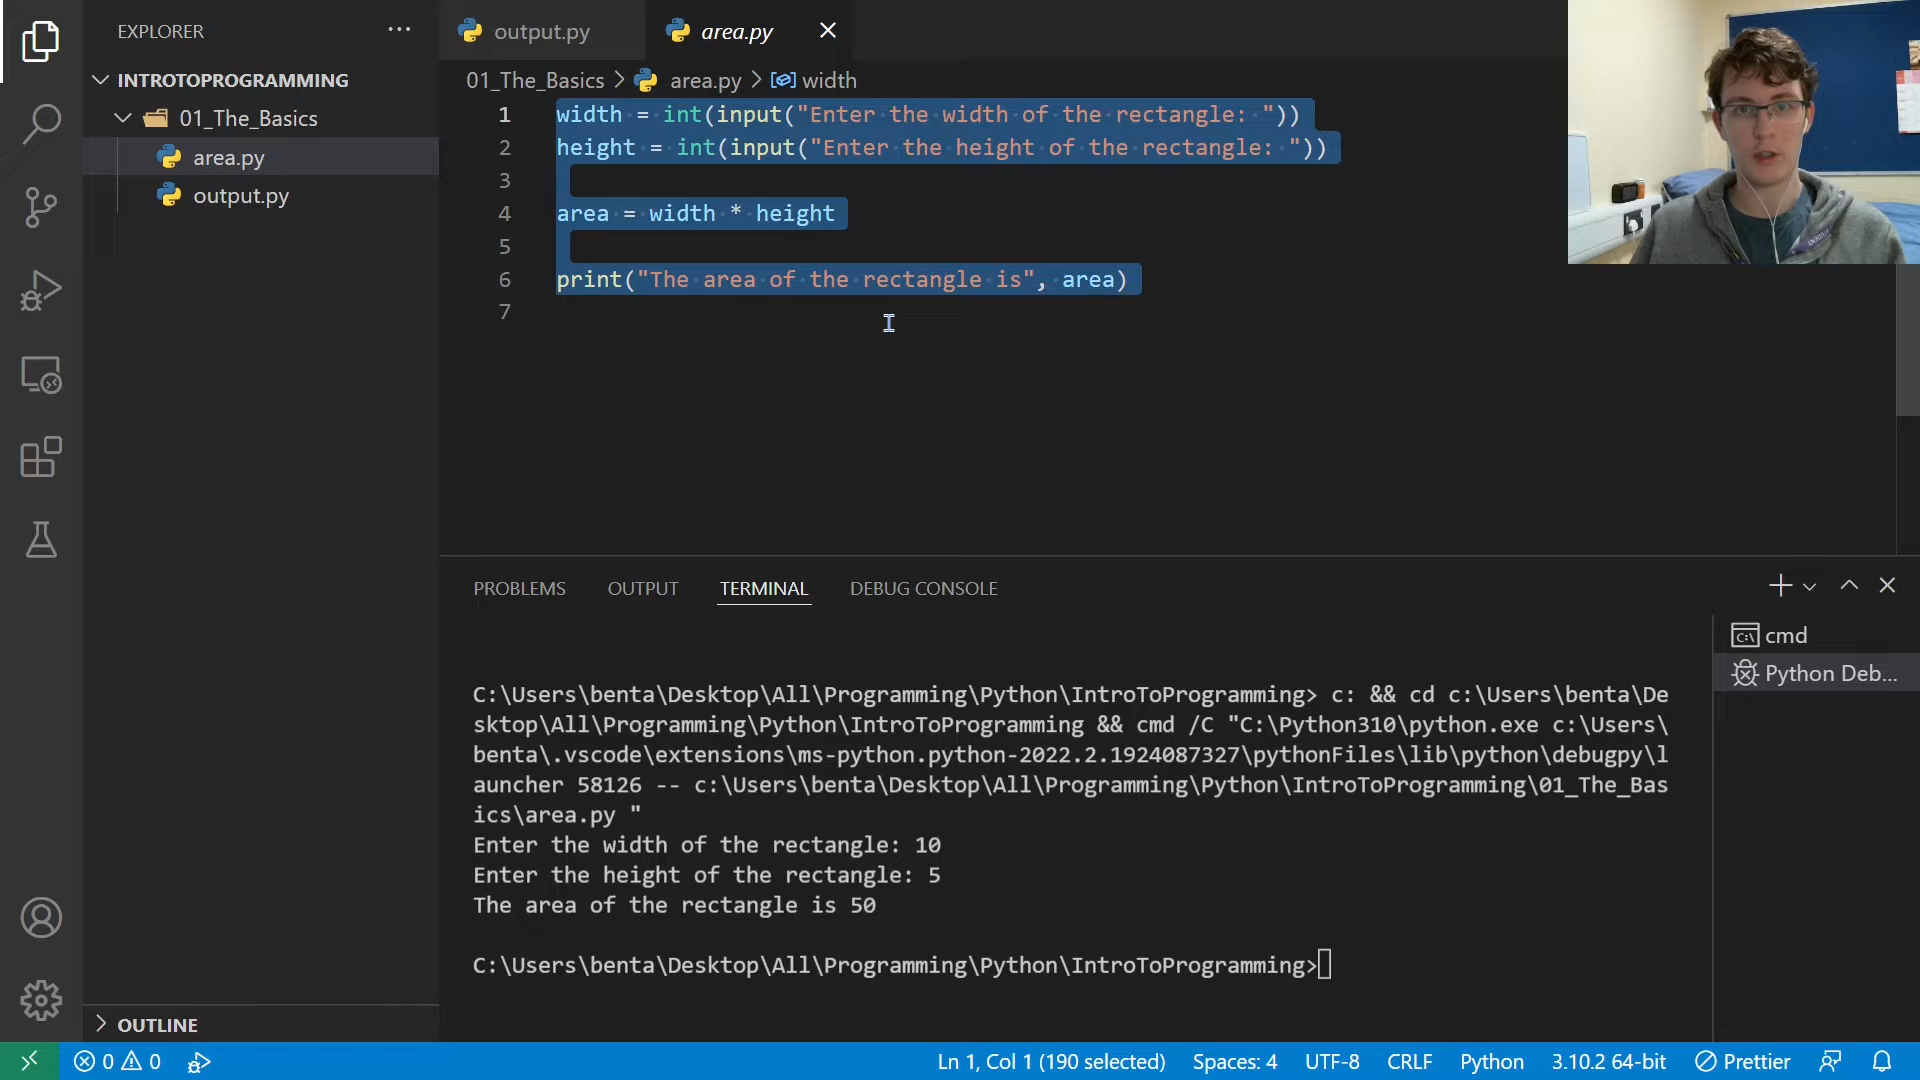 EXPLORER
INTROTOPROGRAMMING
01_The_Basics
area.py
output.py
OUTLINE
output.py
area.py
01_The_Basics > area.py > width
1 width = int(input("Enter the width of the rectangle: "))
2 height = int(input("Enter the height of the rectangle: "))
3
4 area = width * height
5
6 print("The area of the rectangle is", area)
7
PROBLEMS OUTPUT TERMINAL DEBUG CONSOLE
cmd
Python Deb...
C:\Users\benta\Desktop\All\Programming\Python\IntroToProgramming> c: && cd c:\Users\benta\De
sktop\All\Programming\Python\IntroToProgramming && cmd /C "C:\Python310\python.exe c:\Users\
benta\.vscode\extensions\ms-python.python-2022.2.1924087327\pythonFiles\lib\python\debugpy\l
auncher 58126 -- c:\Users\benta\Desktop\All\Programming\Python\IntroToProgramming\01_The_Bas
ics\area.py "
Enter the width of the rectangle: 10
Enter the height of the rectangle: 5
The area of the rectangle is 50
C:\Users\benta\Desktop\All\Programming\Python\IntroToProgramming>
0 0 Ln 1, Col 1 (190 selected) Spaces: 4 UTF-8 CRLF Python 3.10.2 64-bit Prettier